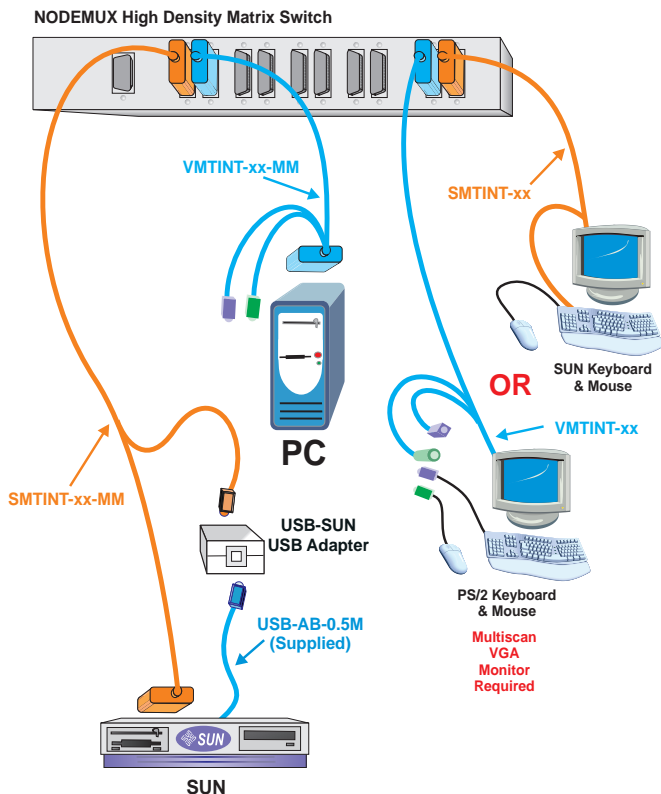 NODEMUX High Density Matrix Switch
VMTINT-xx-MM
SMTINT-xx
SUN Keyboard
& Mouse
OR
PC
VMTINT-xx
SMTINT-xx-MM
USB-SUN
USB Adapter
PS/2 Keyboard
& Mouse
USB-AB-0.5M
(Supplied)
Multiscan
VGA
Monitor
Required
SUN
SUN